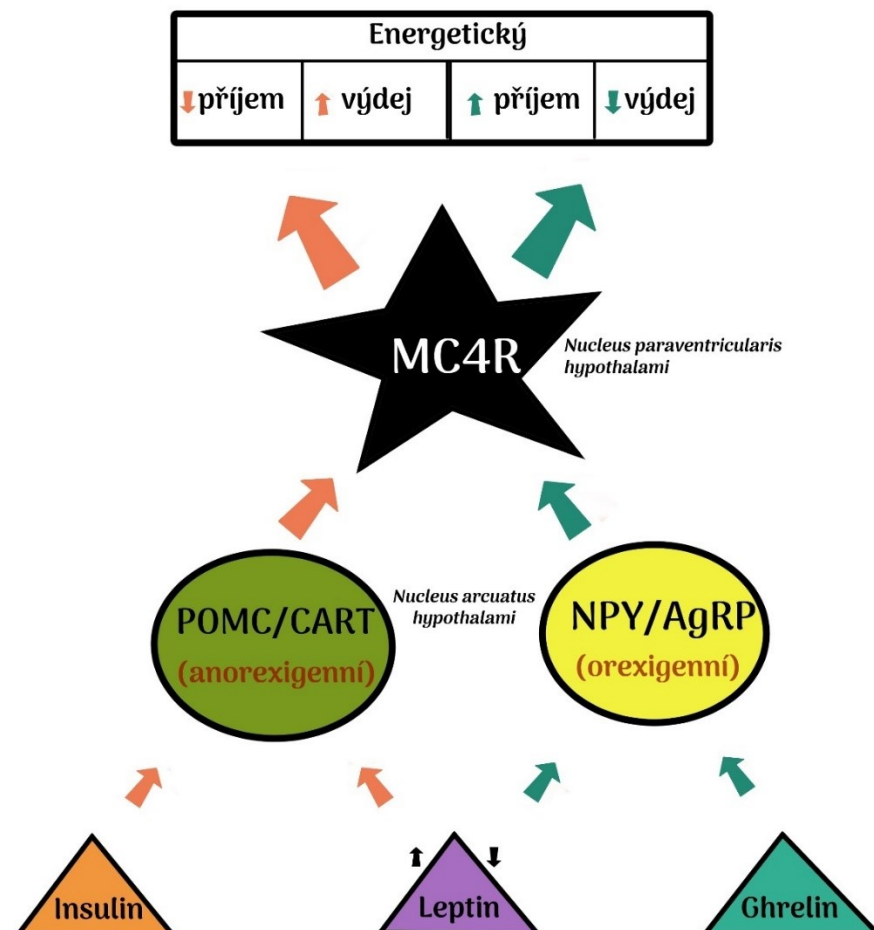 Energetický
příjem výdej příjem výdej
MC4R
Nucleus paraventricularis
hypothalami
POMC/CART
(anorexigenní)
Nucleus arcuatus
hypothalami
NPY/AgRP
(orexigenní)
Insulin
Leptin
Ghrelin